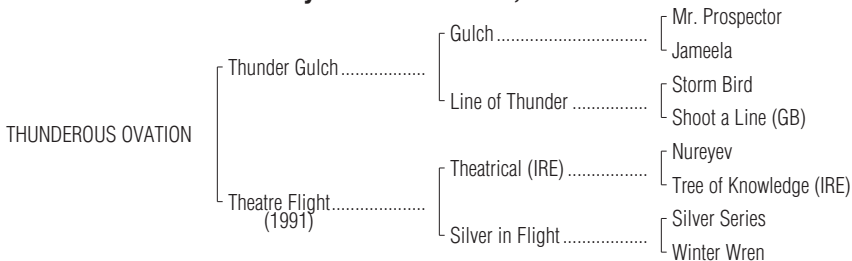 Mr. Prospector
Gulch................................
Jameela
Thunder Gulch..................
Storm Bird
Line of Thunder ................
Shoot a Line (GB)
THUNDEROUS OVATION
Nureyev
Theatrical (IRE) .................
Tree of Knowledge (IRE)
Theatre Flight....................
(1991)
Silver Series
Silver in Flight ..................
Winter Wren